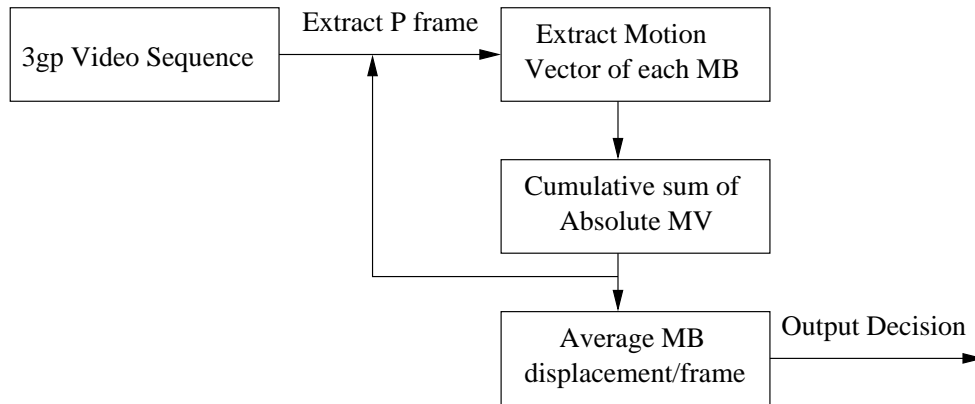 3gp Video Sequence
Extract P frame
Extract Motion
Vector of each MB
Cumulative sum of
Absolute MV
Average MB
displacement/frame
Output Decision